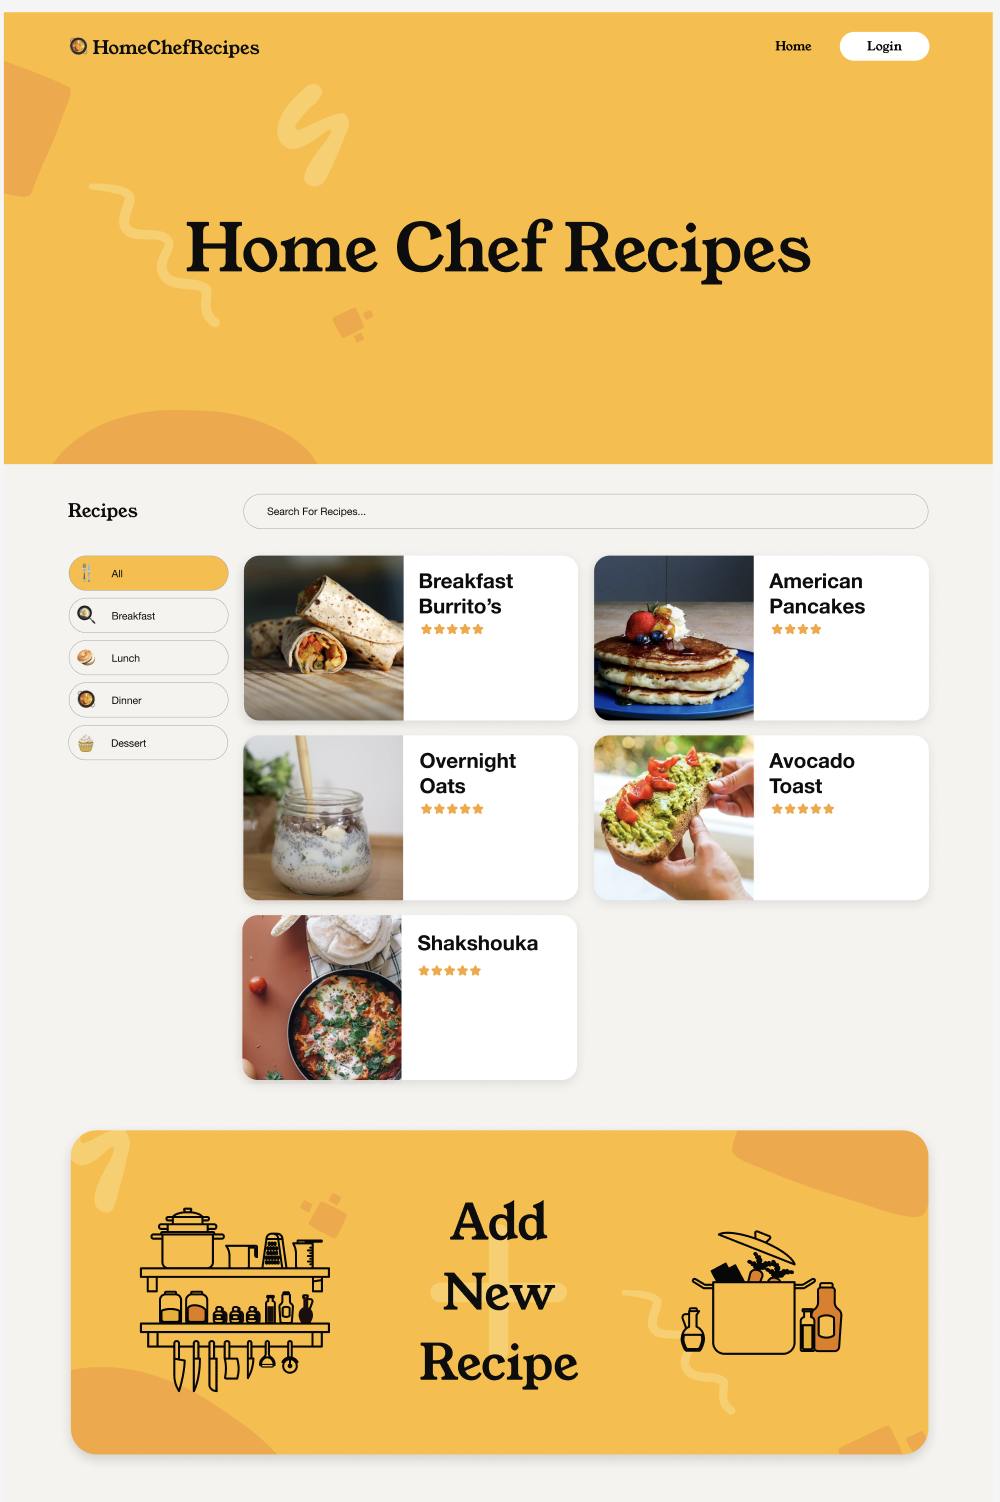 HomeChefRecipes
Home
Login
Home Chef Recipes
Recipes
Search For Recipes...
All
Breakfast
Lunch
Dinner
Dessert
Breakfast
Burrito’s
American
Pancakes
Overnight
Oats
Avocado
Toast
Shakshouka
Add
New
Recipe